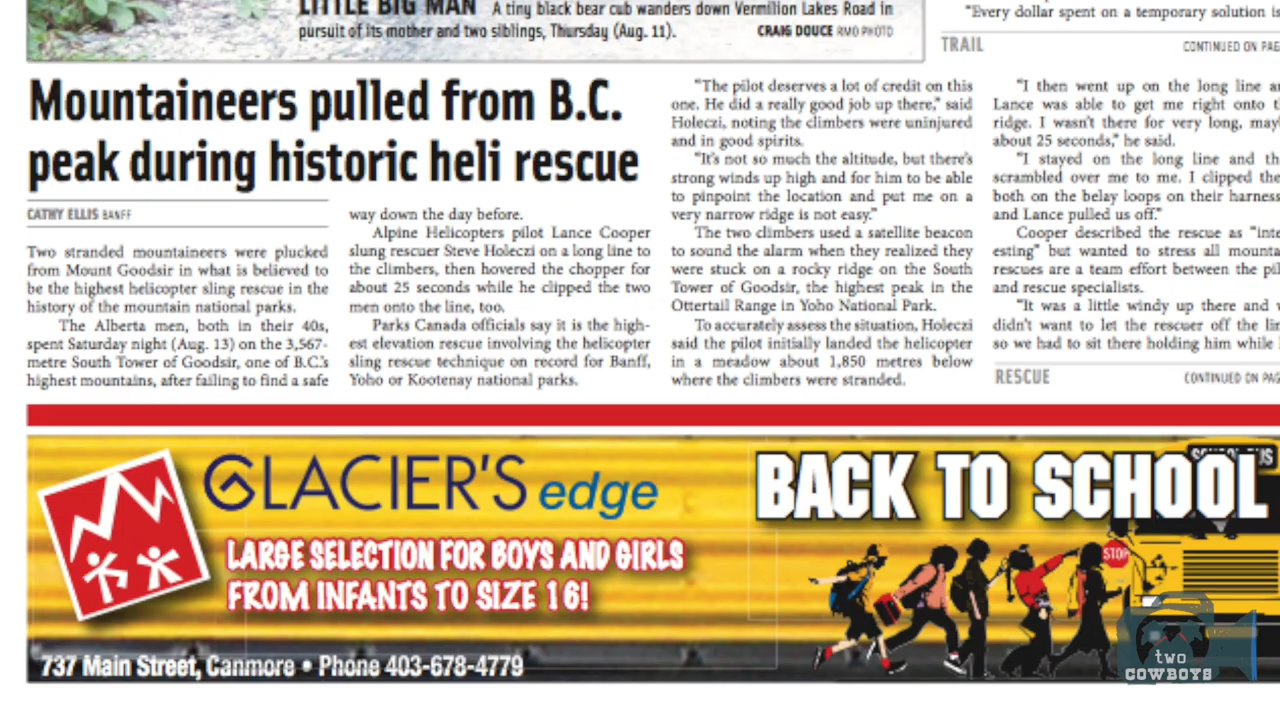 LITTLE BIG MAN A tiny black bear cub wanders down Vermilion Lakes Road in
pursuit of its mother and two siblings, Thursday (Aug. 11).
CRAIG DOUCE RMO PHOTO
"Every dollar spent on a temporary solution is
TRAIL
CONTINUED ON PAG
Mountaineers pulled from B.C.
peak during historic heli rescue
CATHY ELLIS BANFF
Two stranded mountaineers were plucked
from Mount Goodsir in what is believed to
be the highest helicopter sling rescue in the
history of the mountain national parks.
The Alberta men, both in their 40s,
spent Saturday night (Aug. 13) on the 3,567-
metre South Tower of Goodsir, one of B.C.'s
highest mountains, after failing to find a safe
way down the day before.
Alpine Helicopters pilot Lance Cooper
slung rescuer Steve Holeczi on a long line to
the climbers, then hovered the chopper for
about 25 seconds while he clipped the two
men onto the line, too.
Parks Canada officials say it is the high-
est elevation rescue involving the helicopter
sling rescue technique on record for Banff,
Yoho or Kootenay national parks.
"The pilot deserves a lot of credit on this
one. He did a really good job up there," said
Holeczi, noting the climbers were uninjured
and in good spirits.
"It's not so much the altitude, but there's
strong winds up high and for him to be able
to pinpoint the location and put me on a
very narrow ridge is not easy."
The two climbers used a satellite beacon
to sound the alarm when they realized they
were stuck on a rocky ridge on the South
Tower of Goodsir, the highest peak in the
Ottertail Range in Yoho National Park.
To accurately assess the situation, Holeczi
said the pilot initially landed the helicopter
in a meadow about 1,850 metres below
where the climbers were stranded.
"I then went up on the long line a
Lance was able to get me right onto t
ridge. I wasn't there for very long, may
about 25 seconds," he said.
"I stayed on the long line and th
scrambled over me to me. I clipped the
both on the belay loops on their harness
and Lance pulled us off."
Cooper described the rescue as "inte
esting" but wanted to stress all mounta
rescues are a team effort between the pil
and rescue specialists.
"It was a little windy up there and
didn't want to let the rescuer off the lin
so we had to sit there holding him while
RESCUE
CONTINUED ON PAG
GLACIER'S edge
LARGE SELECTION FOR BOYS AND GIRLS
FROM INFANTS TO SIZE 16!
737 Main Street, Canmore • Phone 403-678-4779
BACK TO SCHOOL
STOP
two
COWBOYS